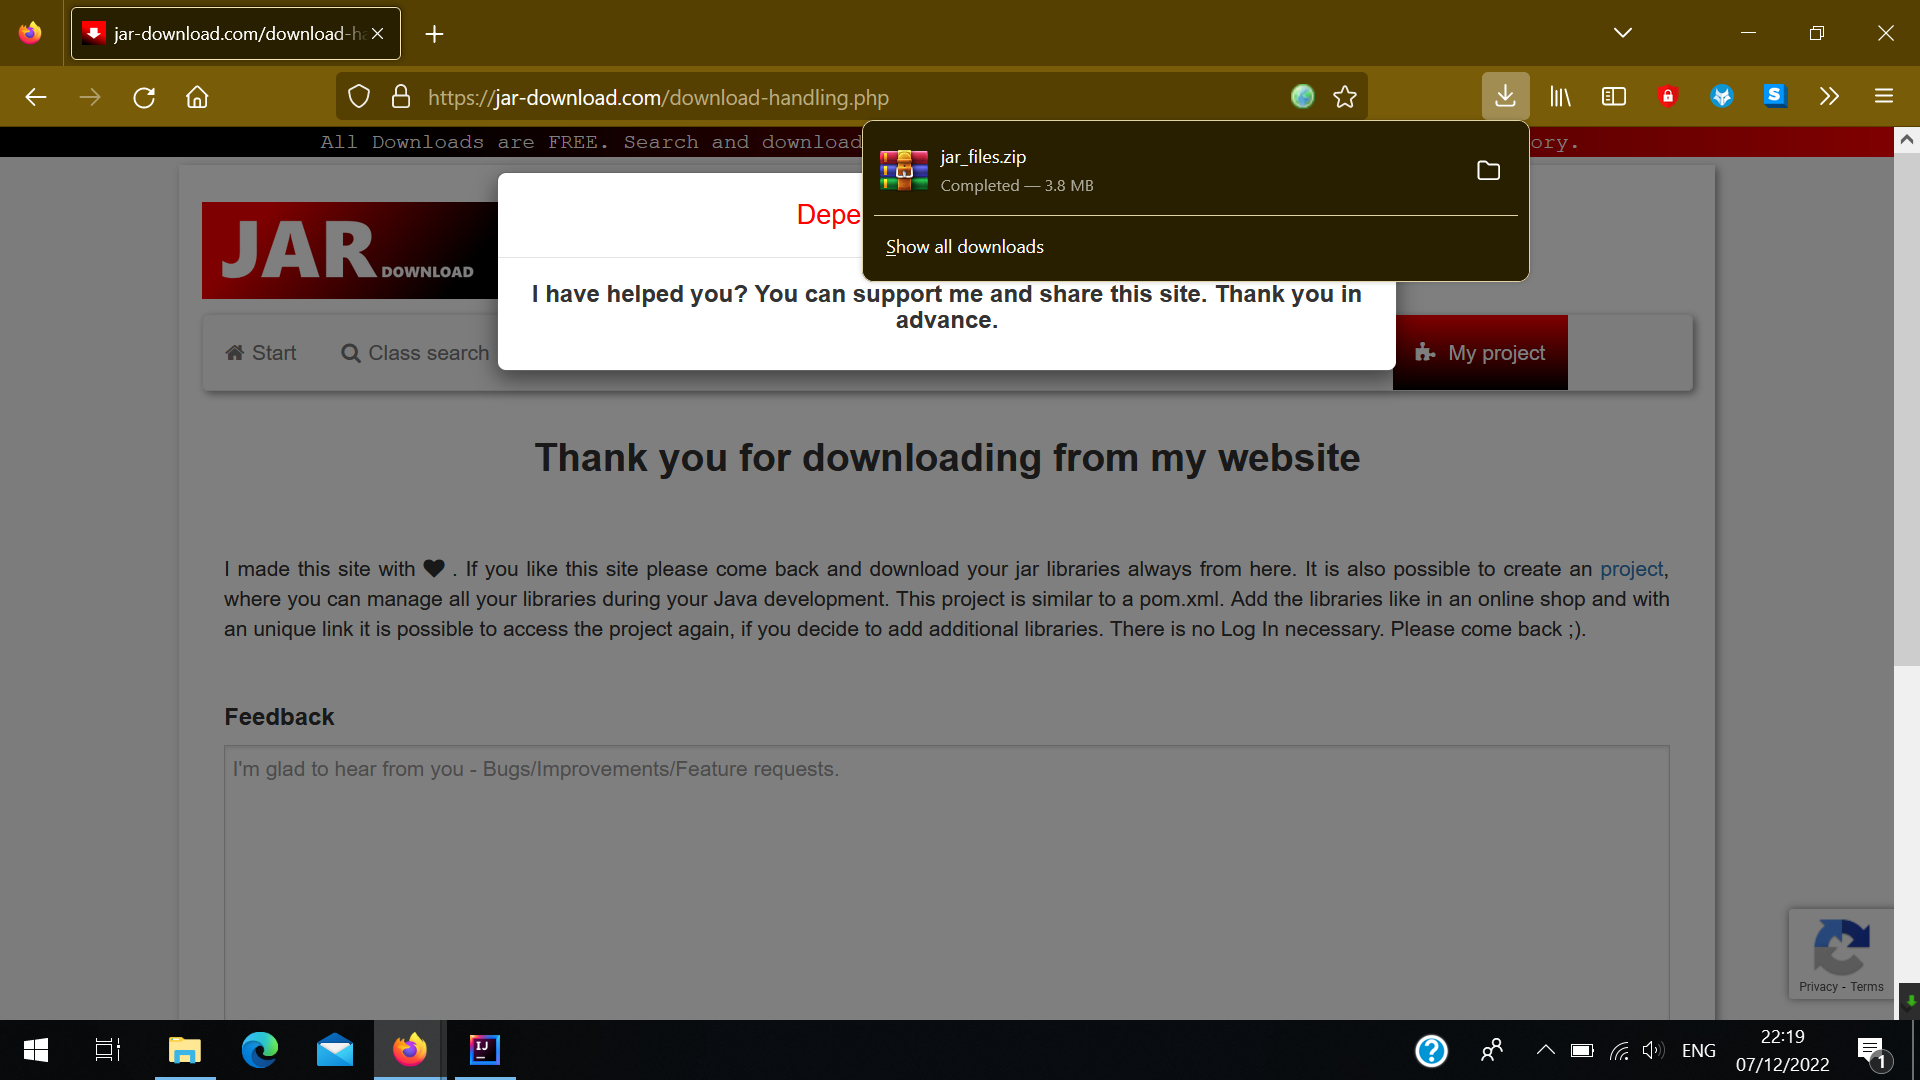 jar-download.com/download-ha
https://jar-download.com/download-handling.php
All Downloads are FREE. Search and download
ory.
jar_files.zip
Completed — 3.8 MB
Show all downloads
JAR DOWNLOAD
Depe
I have helped you? You can support me and share this site. Thank you in
advance.
Start
Class search
My project
Thank you for downloading from my website
I made this site with . If you like this site please come back and download your jar libraries always from here. It is also possible to create an project,
where you can manage all your libraries during your Java development. This project is similar to a pom.xml. Add the libraries like in an online shop and with
an unique link it is possible to access the project again, if you decide to add additional libraries. There is no Log In necessary. Please come back ;).
Feedback
I'm glad to hear from you - Bugs/Improvements/Feature requests.
Privacy - Terms
IJ
ENG
22:19
07/12/2022
1